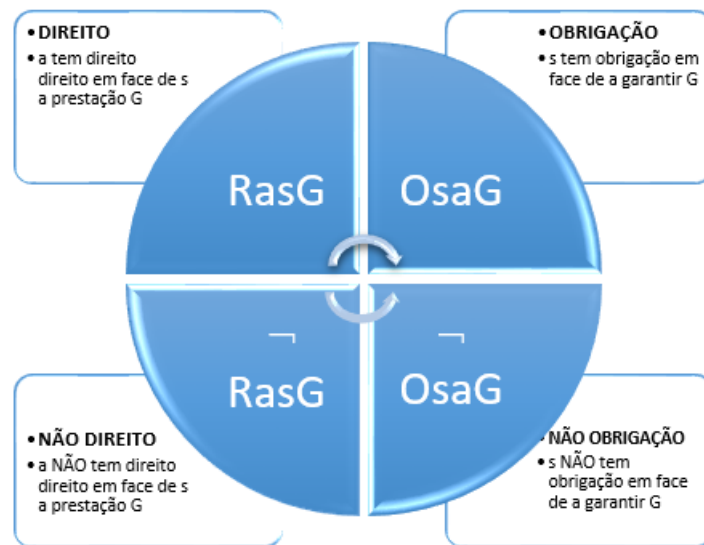 • DIREITO
• a tem direito
direito em face de s
a prestação G
• OBRIGAÇÃO
• s tem obrigação em
face de a garantir G
RasG
OsaG
¬
RasG
¬
OsaG
• NÃO DIREITO
• a NÃO tem direito
direito em face de s
a prestação G
• NÃO OBRIGAÇÃO
• s NÃO tem
obrigação em face
de a garantir G